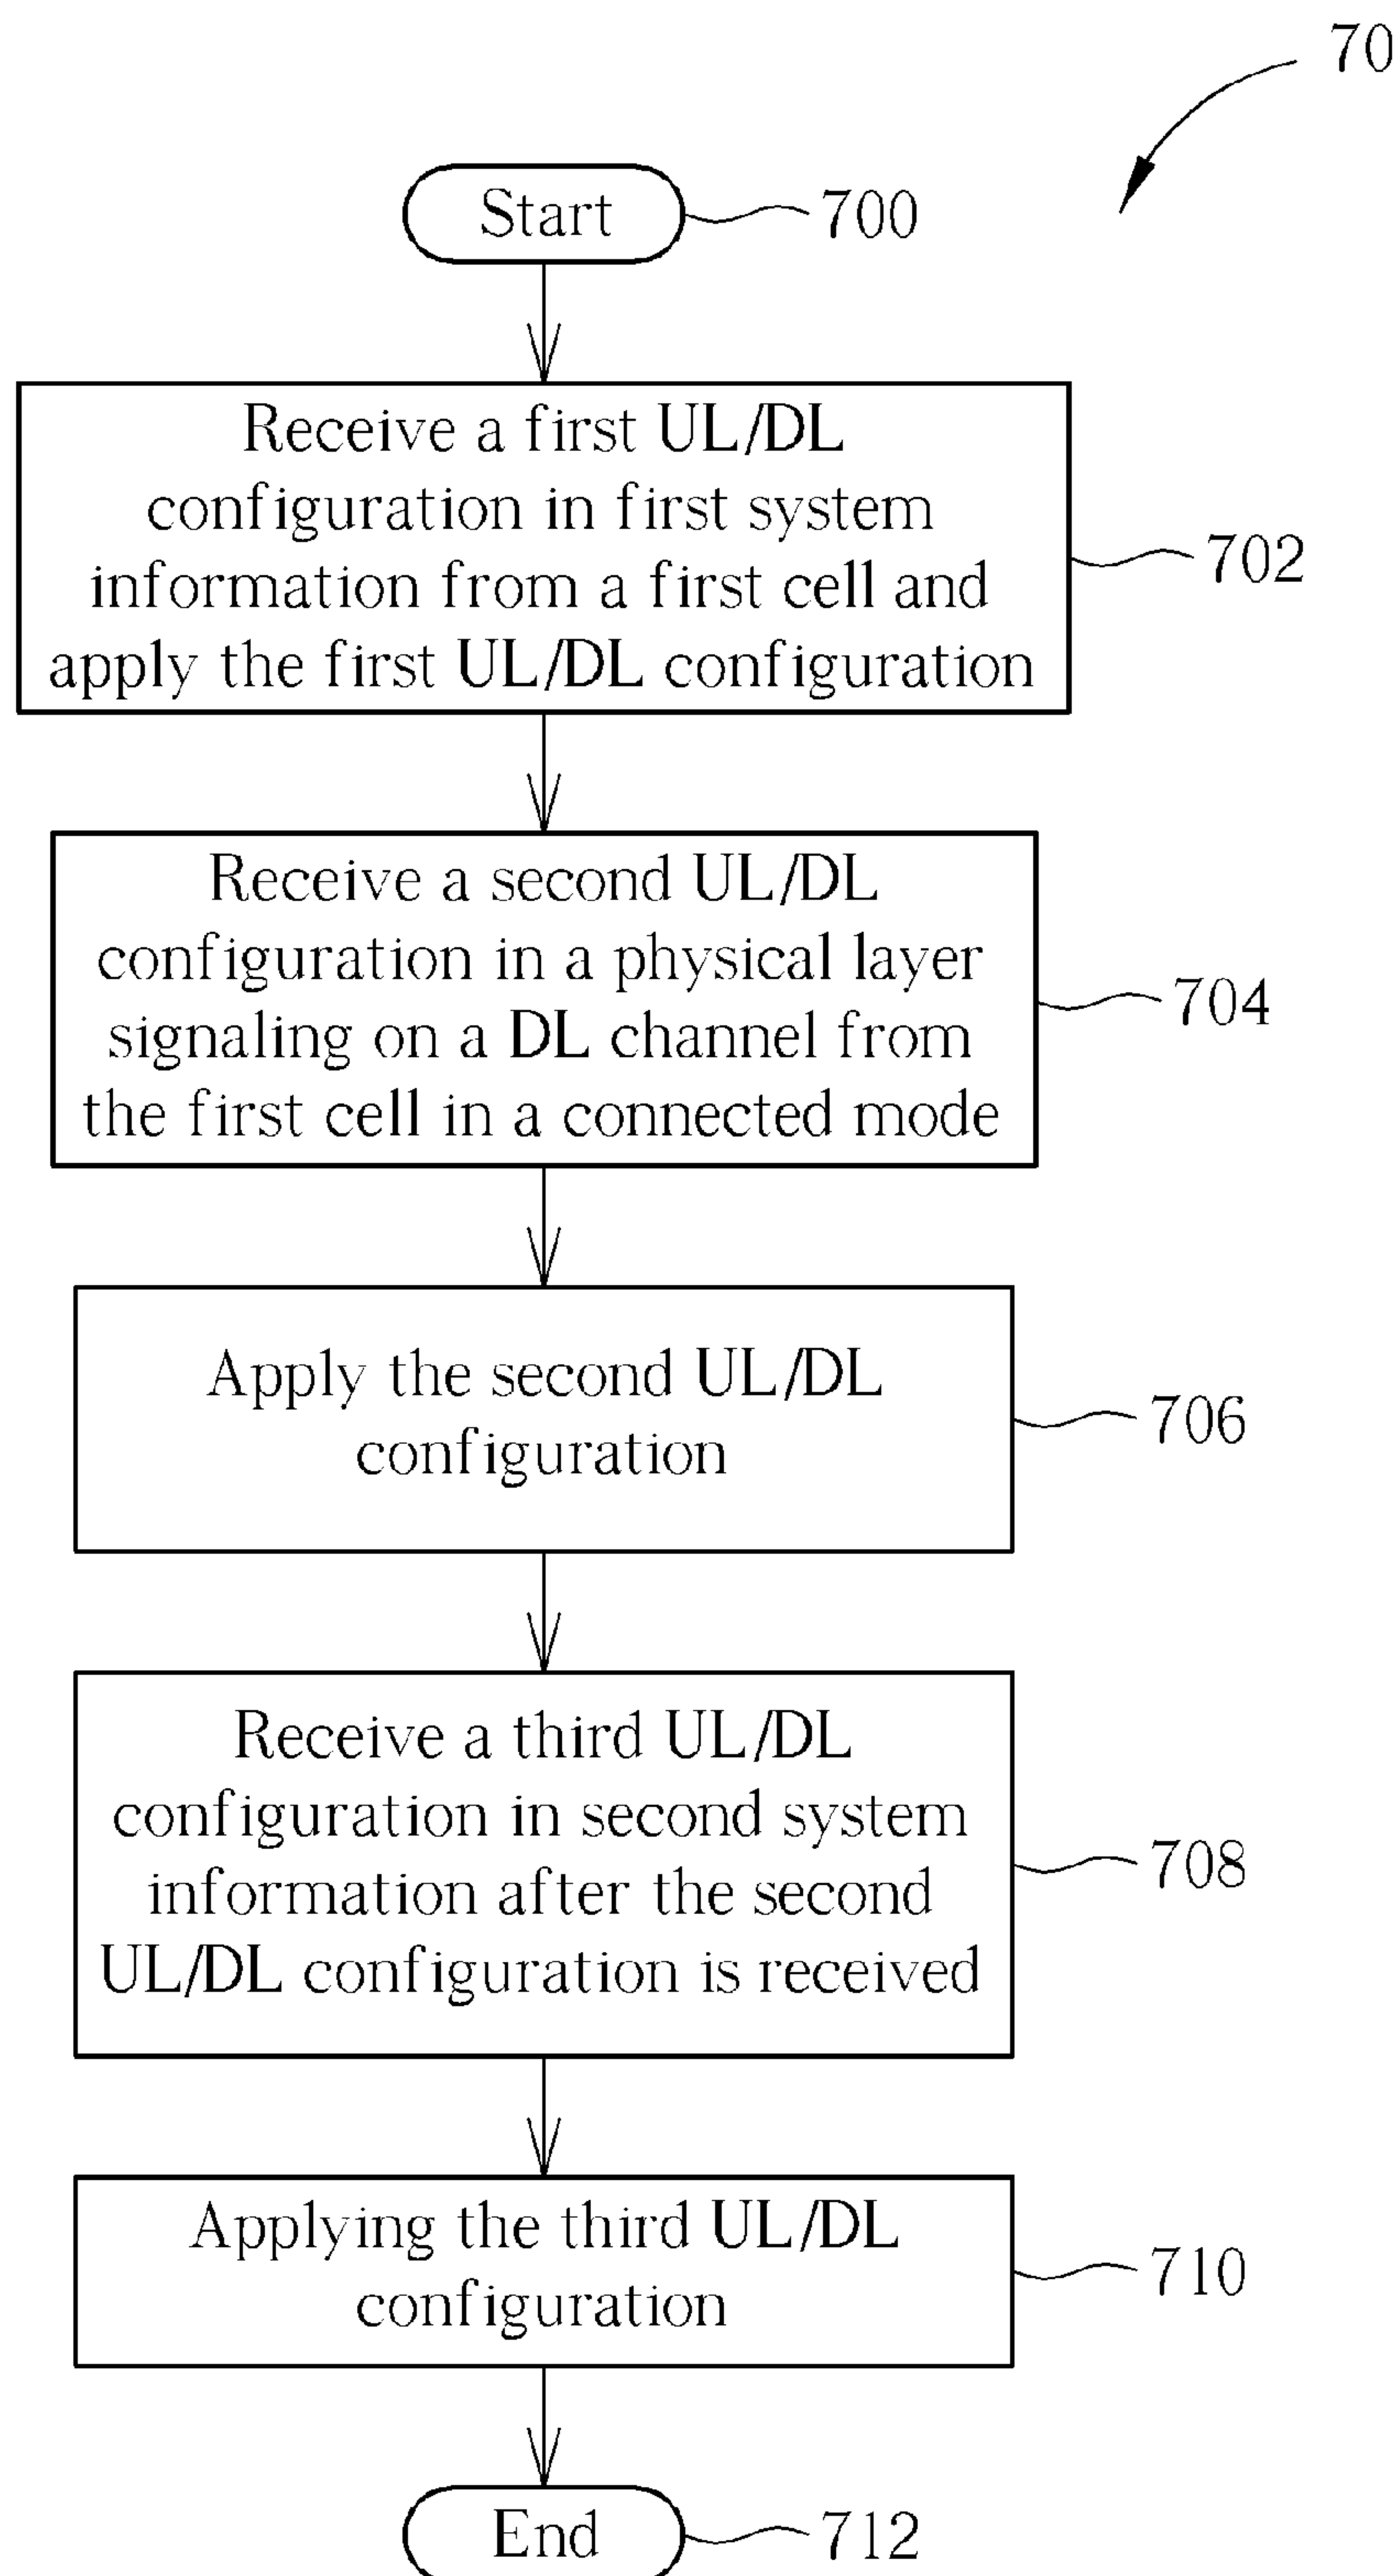 70
Start
700
Receive a first UL/DL
configuration in first system
information from a first cell and
apply the first UL/DL configuration
702
Receive a second UL/DL
configuration in a physical layer
signaling on a DL channel from
the first cell in a connected mode
704
Apply the second UL/DL
configuration
706
Receive a third UL/DL
configuration in second system
information after the second
UL/DL configuration is received
708
Applying the third UL/DL
configuration
710
End
712